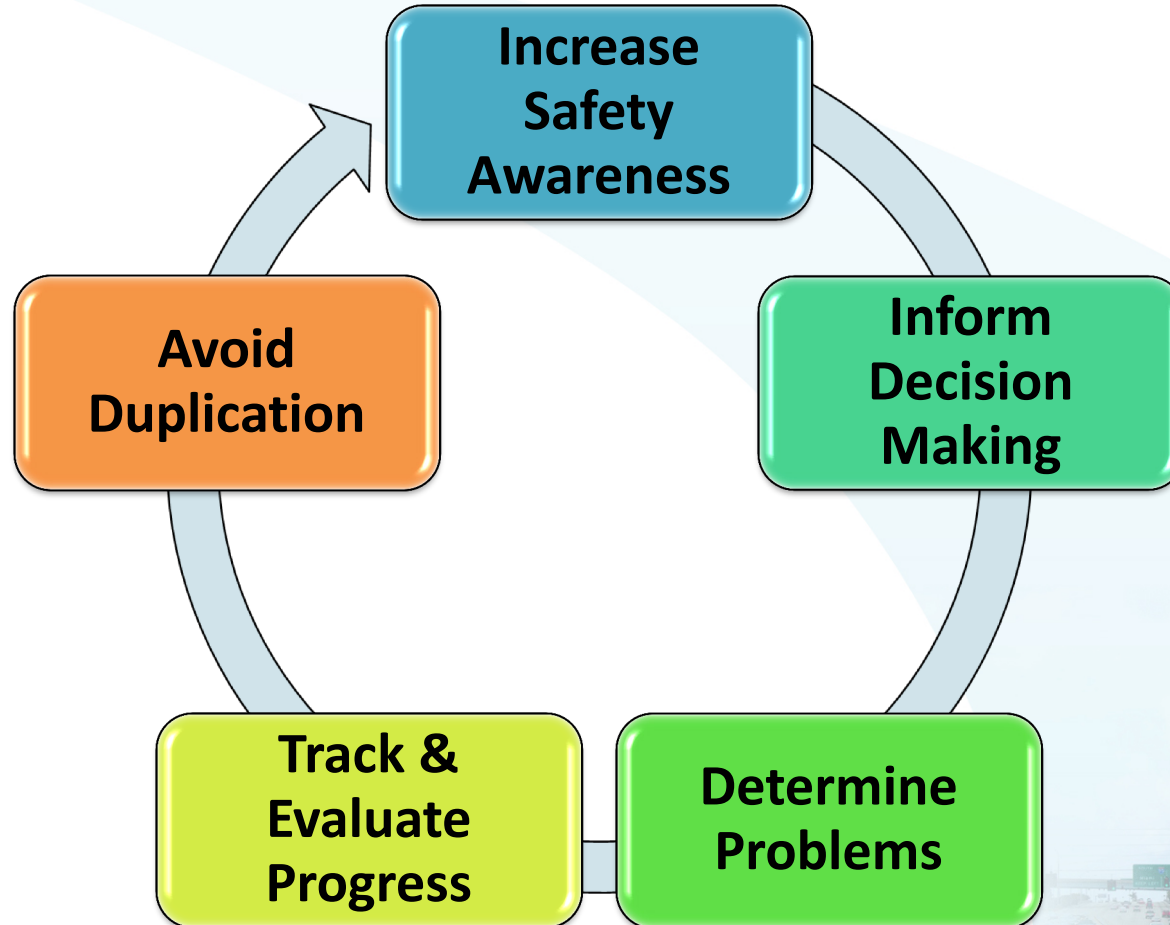 Increase
Safety
Awareness
Inform
Decision
Making
Determine
Problems
Track &
Evaluate
Progress
Avoid
Duplication